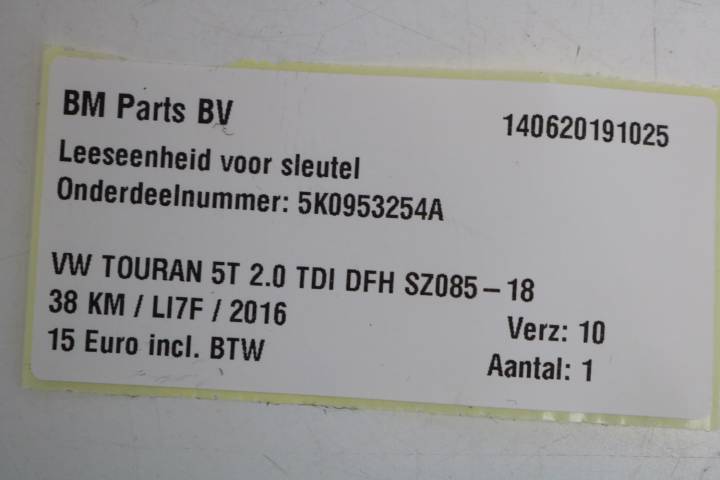 BM Parts BV 140620191025
Leeseenheid voor sleutel
Onderdeelnummer: 5K0953254A
VW TOURAN 5T 2.0 TDI DFH SZ085-18
38 KM / LI7F / 2016 Verz: 10
15 Euro incl. BTW Aantal: 1